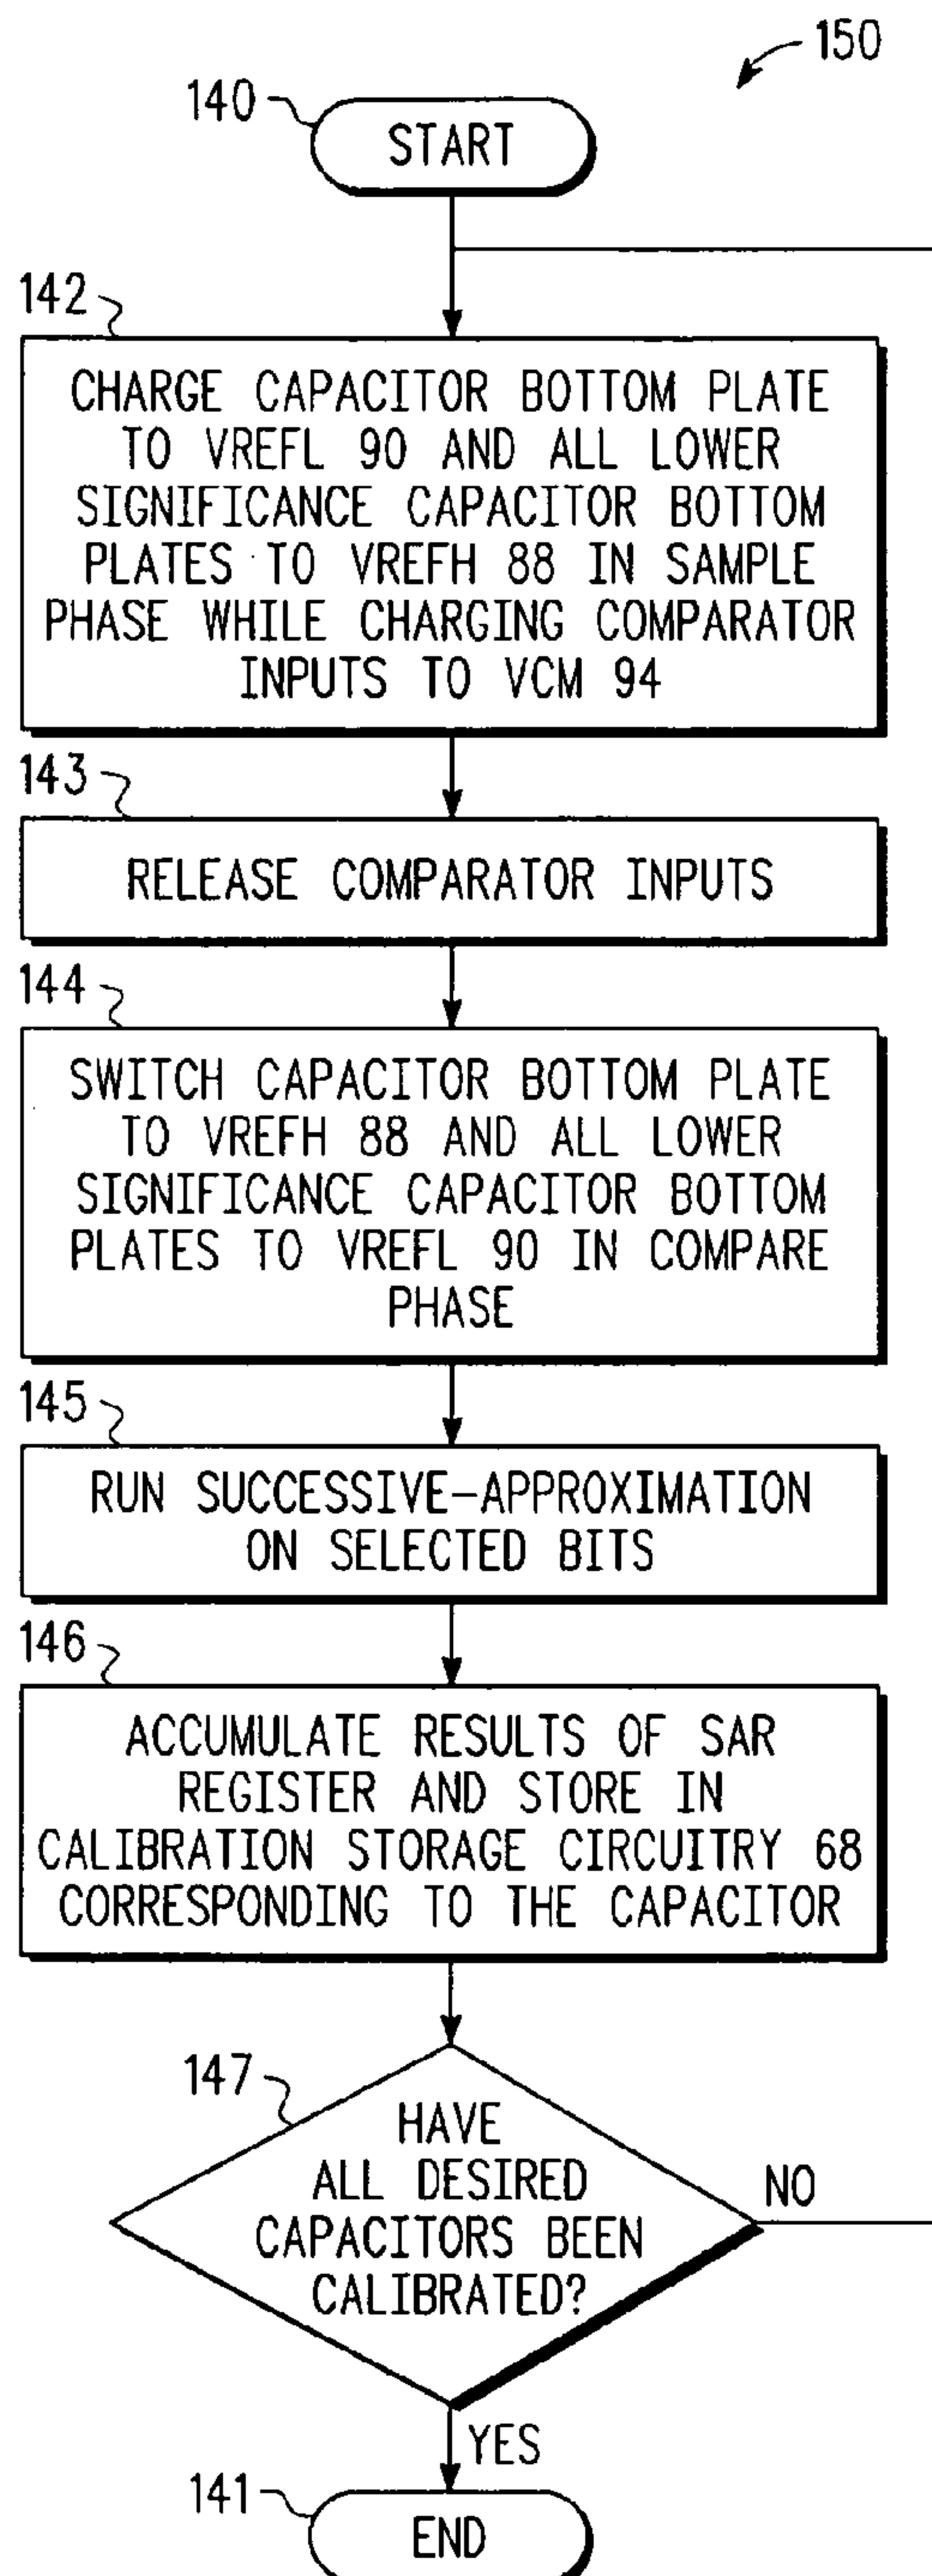 150
140
START
142
CHARGE CAPACITOR BOTTOM PLATE
TO VREFL 90 AND ALL LOWER
SIGNIFICANCE CAPACITOR BOTTOM
PLATES TO VREFH 88 IN SAMPLE
PHASE WHILE CHARGING COMPARATOR
INPUTS TO VCM 94
143
RELEASE COMPARATOR INPUTS
144
SWITCH CAPACITOR BOTTOM PLATE
TO VREFH 88 AND ALL LOWER
SIGNIFICANCE CAPACITOR BOTTOM
PLATES TO VREFL 90 IN COMPARE
PHASE
145
RUN SUCCESSIVE-APPROXIMATION
ON SELECTED BITS
146
ACCUMULATE RESULTS OF SAR
REGISTER AND STORE IN
CALIBRATION STORAGE CIRCUITRY 68
CORRESPONDING TO THE CAPACITOR
147
HAVE
ALL DESIRED
CAPACITORS BEEN
CALIBRATED?
NO
YES
141
END